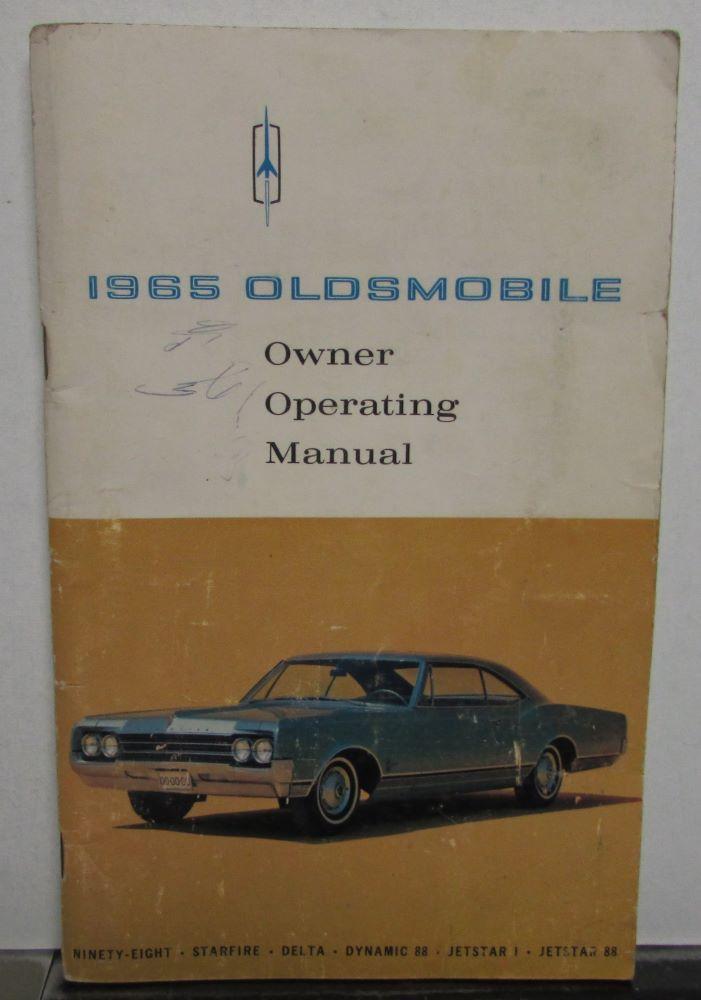 1965 OLDSMOBILE
Owner
Operating
Manual
NINETY-EIGHT • STARFIRE • DELTA • DYNAMIC 88 • JETSTAR I • JETSTAR 88